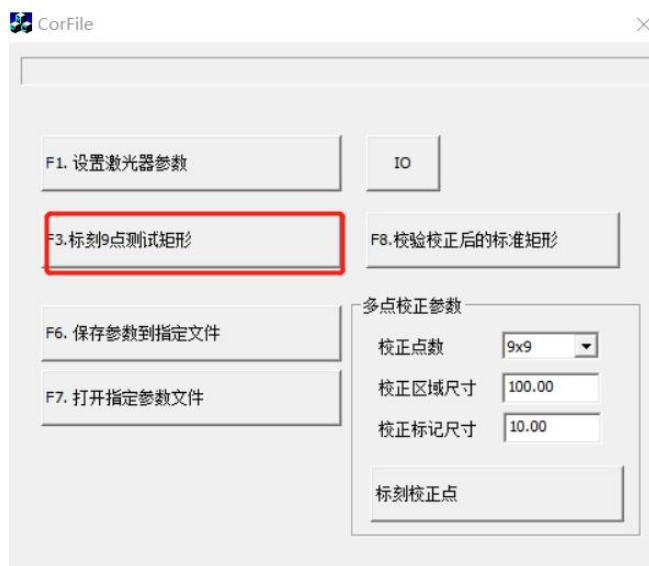 CorFile
F1. 设置激光器参数
IO
F3.标刻9点测试矩形
F8.校验校正后的标准矩形
F6. 保存参数到指定文件
F7. 打开指定参数文件
多点校正参数
校正点数 9x9
校正区域尺寸 100.00
校正标记尺寸 10.00
标刻校正点